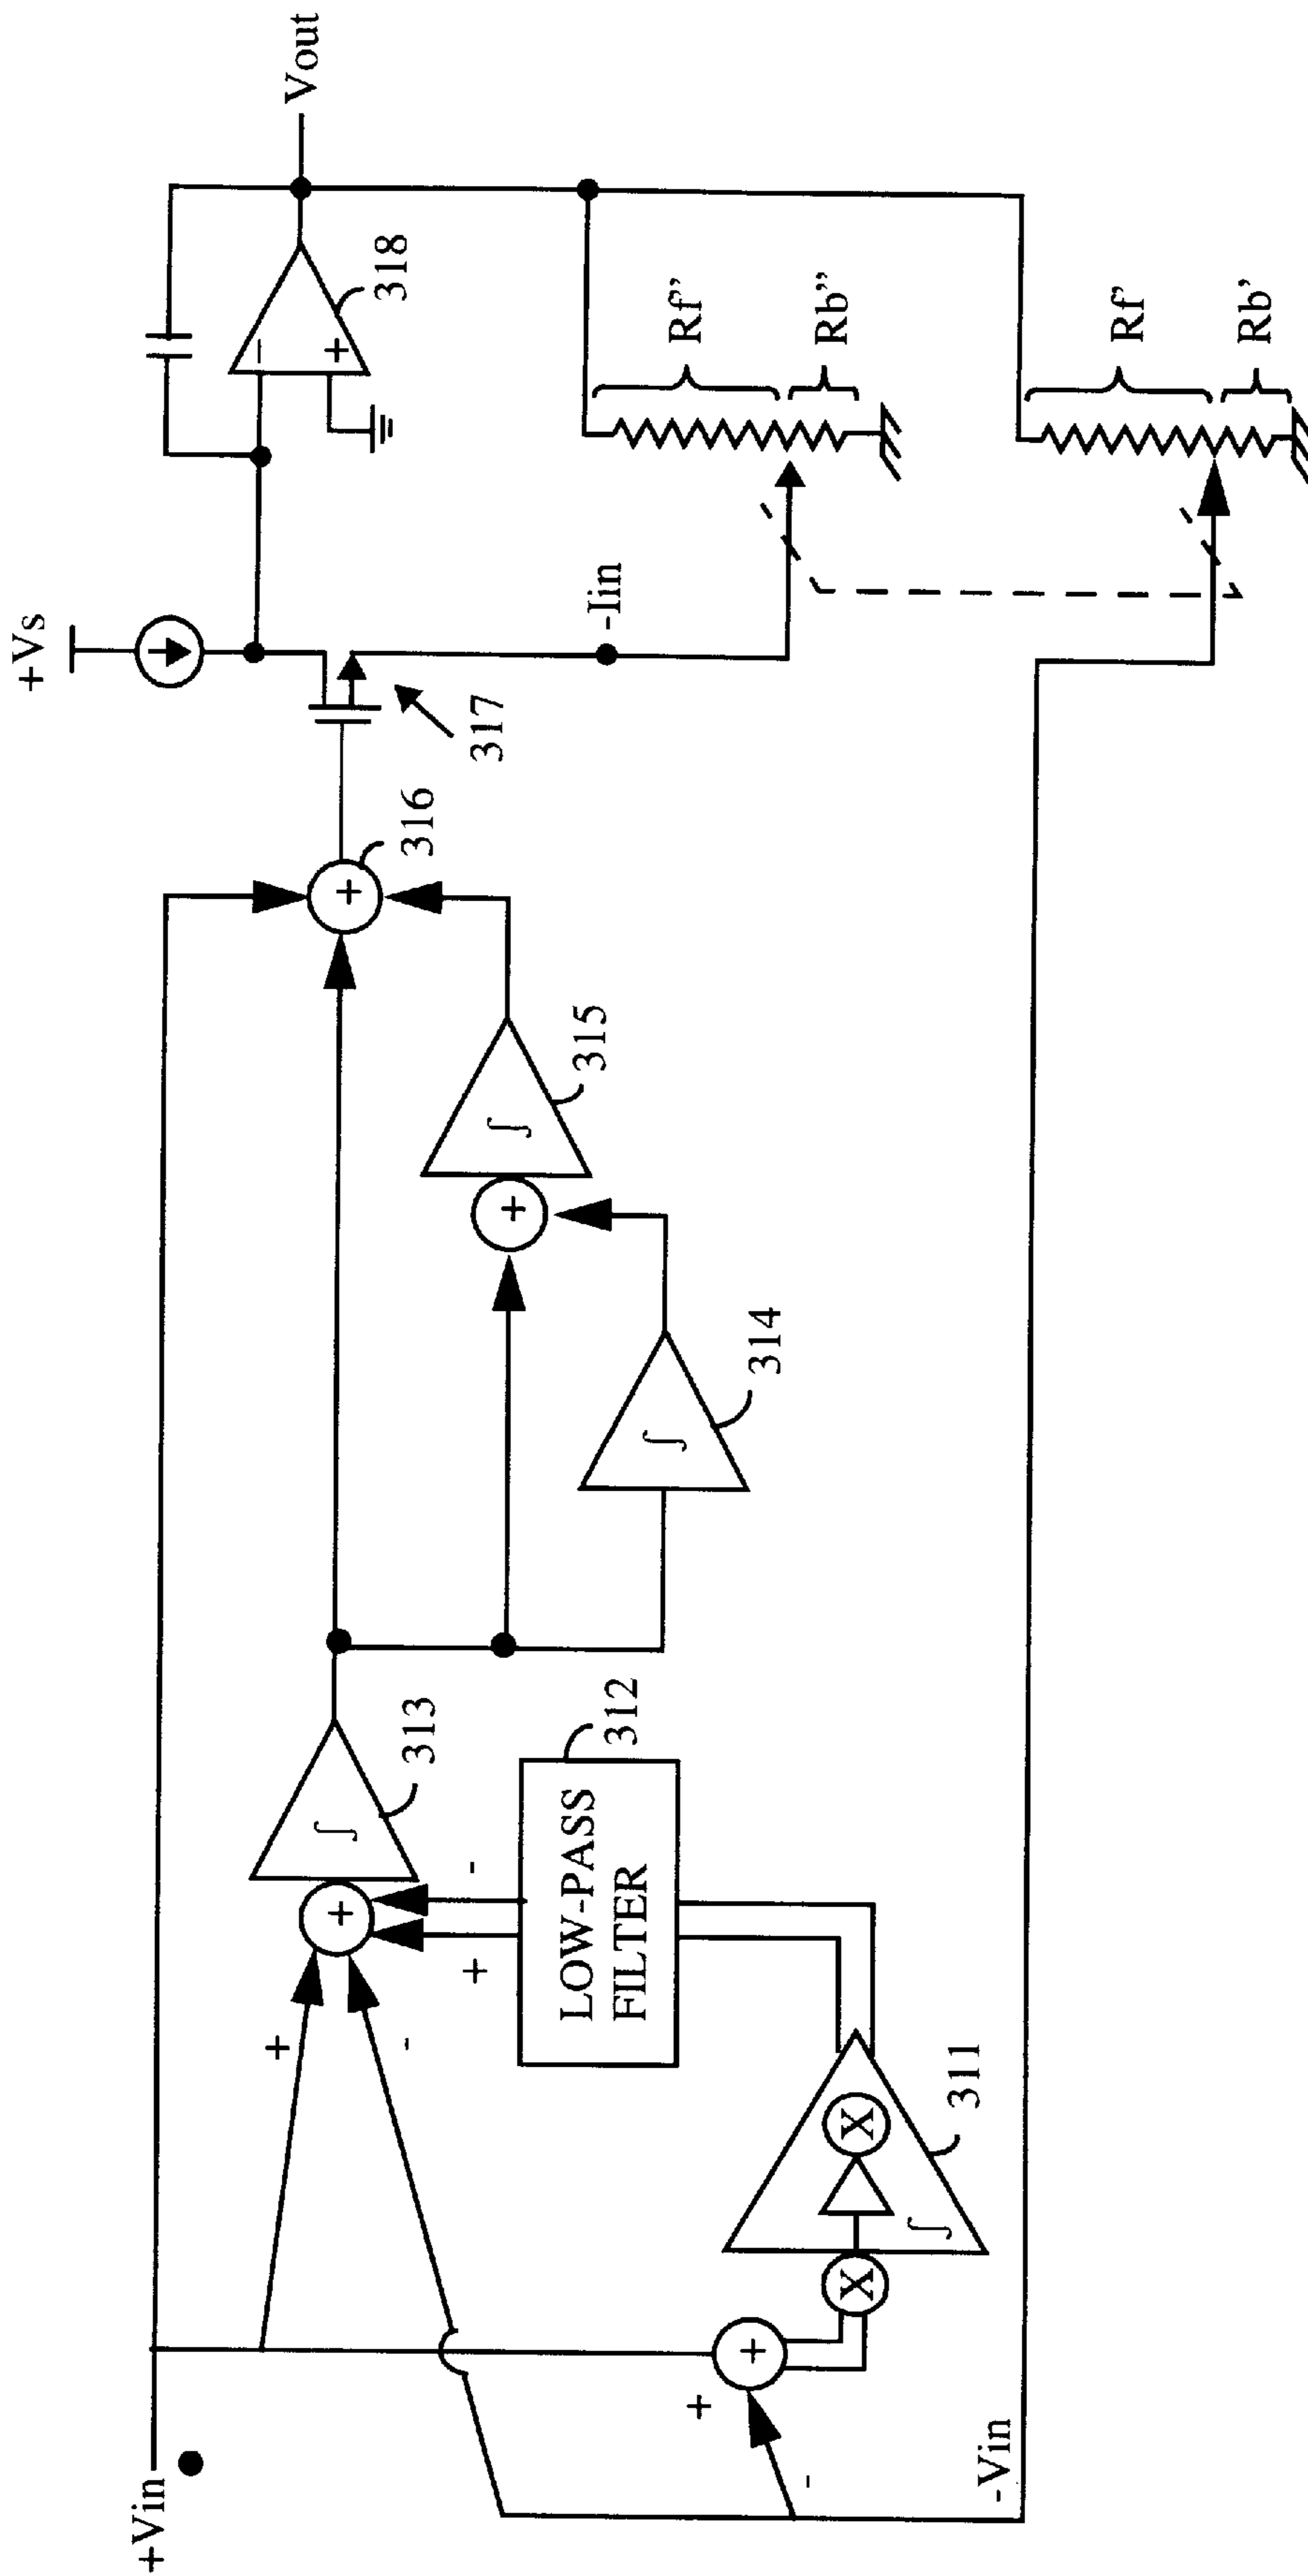 +Vin
+Vs
Vout
-
+
318
317
-Iin
Rf”
Rb”
Rf’
Rb’
+
316
∫
315
+
∫
314
∫
313
+
+
-
+
-
LOW-PASS
FILTER
312
X
X
∫
311
+
+
-
-Vin